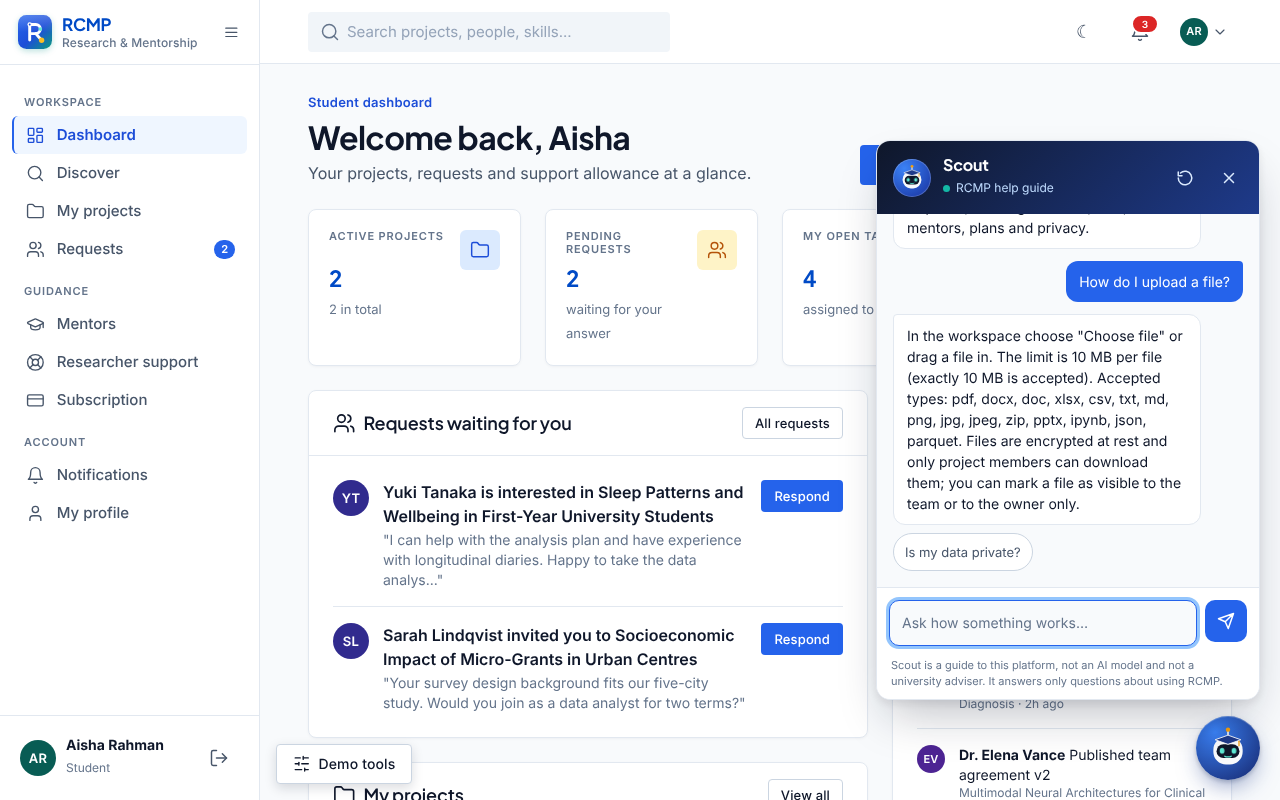 RCMP
Research & Mentorship
Search projects, people, skills...
3
AR
WORKSPACE
Dashboard
Discover
My projects
Requests
2
GUIDANCE
Mentors
Researcher support
Subscription
ACCOUNT
Notifications
My profile
AR
Aisha Rahman
Student
Student dashboard
Welcome back, Aisha
Your projects, requests and support allowance at a glance.
ACTIVE PROJECTS
2
2 in total
PENDING
REQUESTS
2
waiting for your
answer
MY OPEN TA
4
assigned to
Requests waiting for you
All requests
YT
Yuki Tanaka is interested in Sleep Patterns and
Wellbeing in First-Year University Students
"I can help with the analysis plan and have experience
with longitudinal diaries. Happy to take the data
analys..."
Respond
SL
Sarah Lindqvist invited you to Socioeconomic
Impact of Micro-Grants in Urban Centres
"Your survey design background fits our five-city
study. Would you join as a data analyst for two terms?"
Respond
Demo tools
My projects
View all
Scout
RCMP help guide
mentors, plans and privacy.
How do I upload a file?
In the workspace choose "Choose file" or
drag a file in. The limit is 10 MB per file
(exactly 10 MB is accepted). Accepted
types: pdf, docx, doc, xlsx, csv, txt, md,
png, jpg, jpeg, zip, pptx, ipynb, json,
parquet. Files are encrypted at rest and
only project members can download
them; you can mark a file as visible to the
team or to the owner only.
Is my data private?
Ask how something works...
Scout is a guide to this platform, not an AI model and not a
university adviser. It answers only questions about using RCMP.
Diagnosis · 2h ago
EV
Dr. Elena Vance Published team
agreement v2
Multimodal Neural Architectures for Clinical